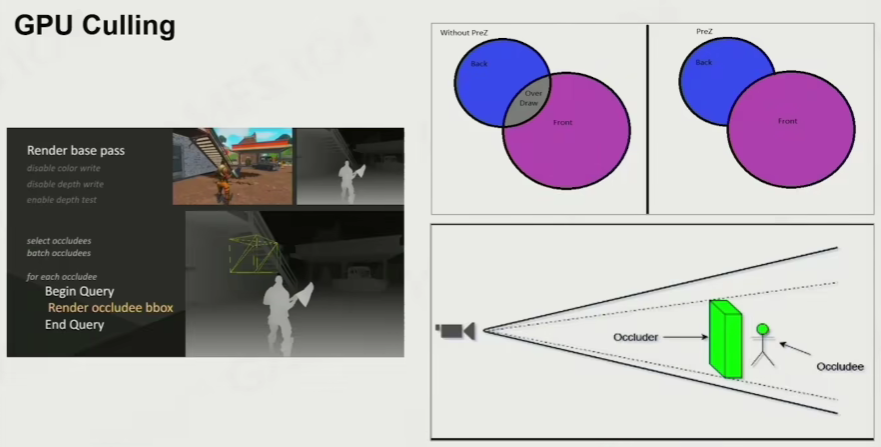 GPU Culling
Render base pass
disable color write
disable depth write
enable depth test
select occludees
batch occludees
for each occludee
Begin Query
Render occludee bbox
End Query
Without PreZ
Back
Over
Draw
Front
PreZ
Back
Front
Occluder
Occludee